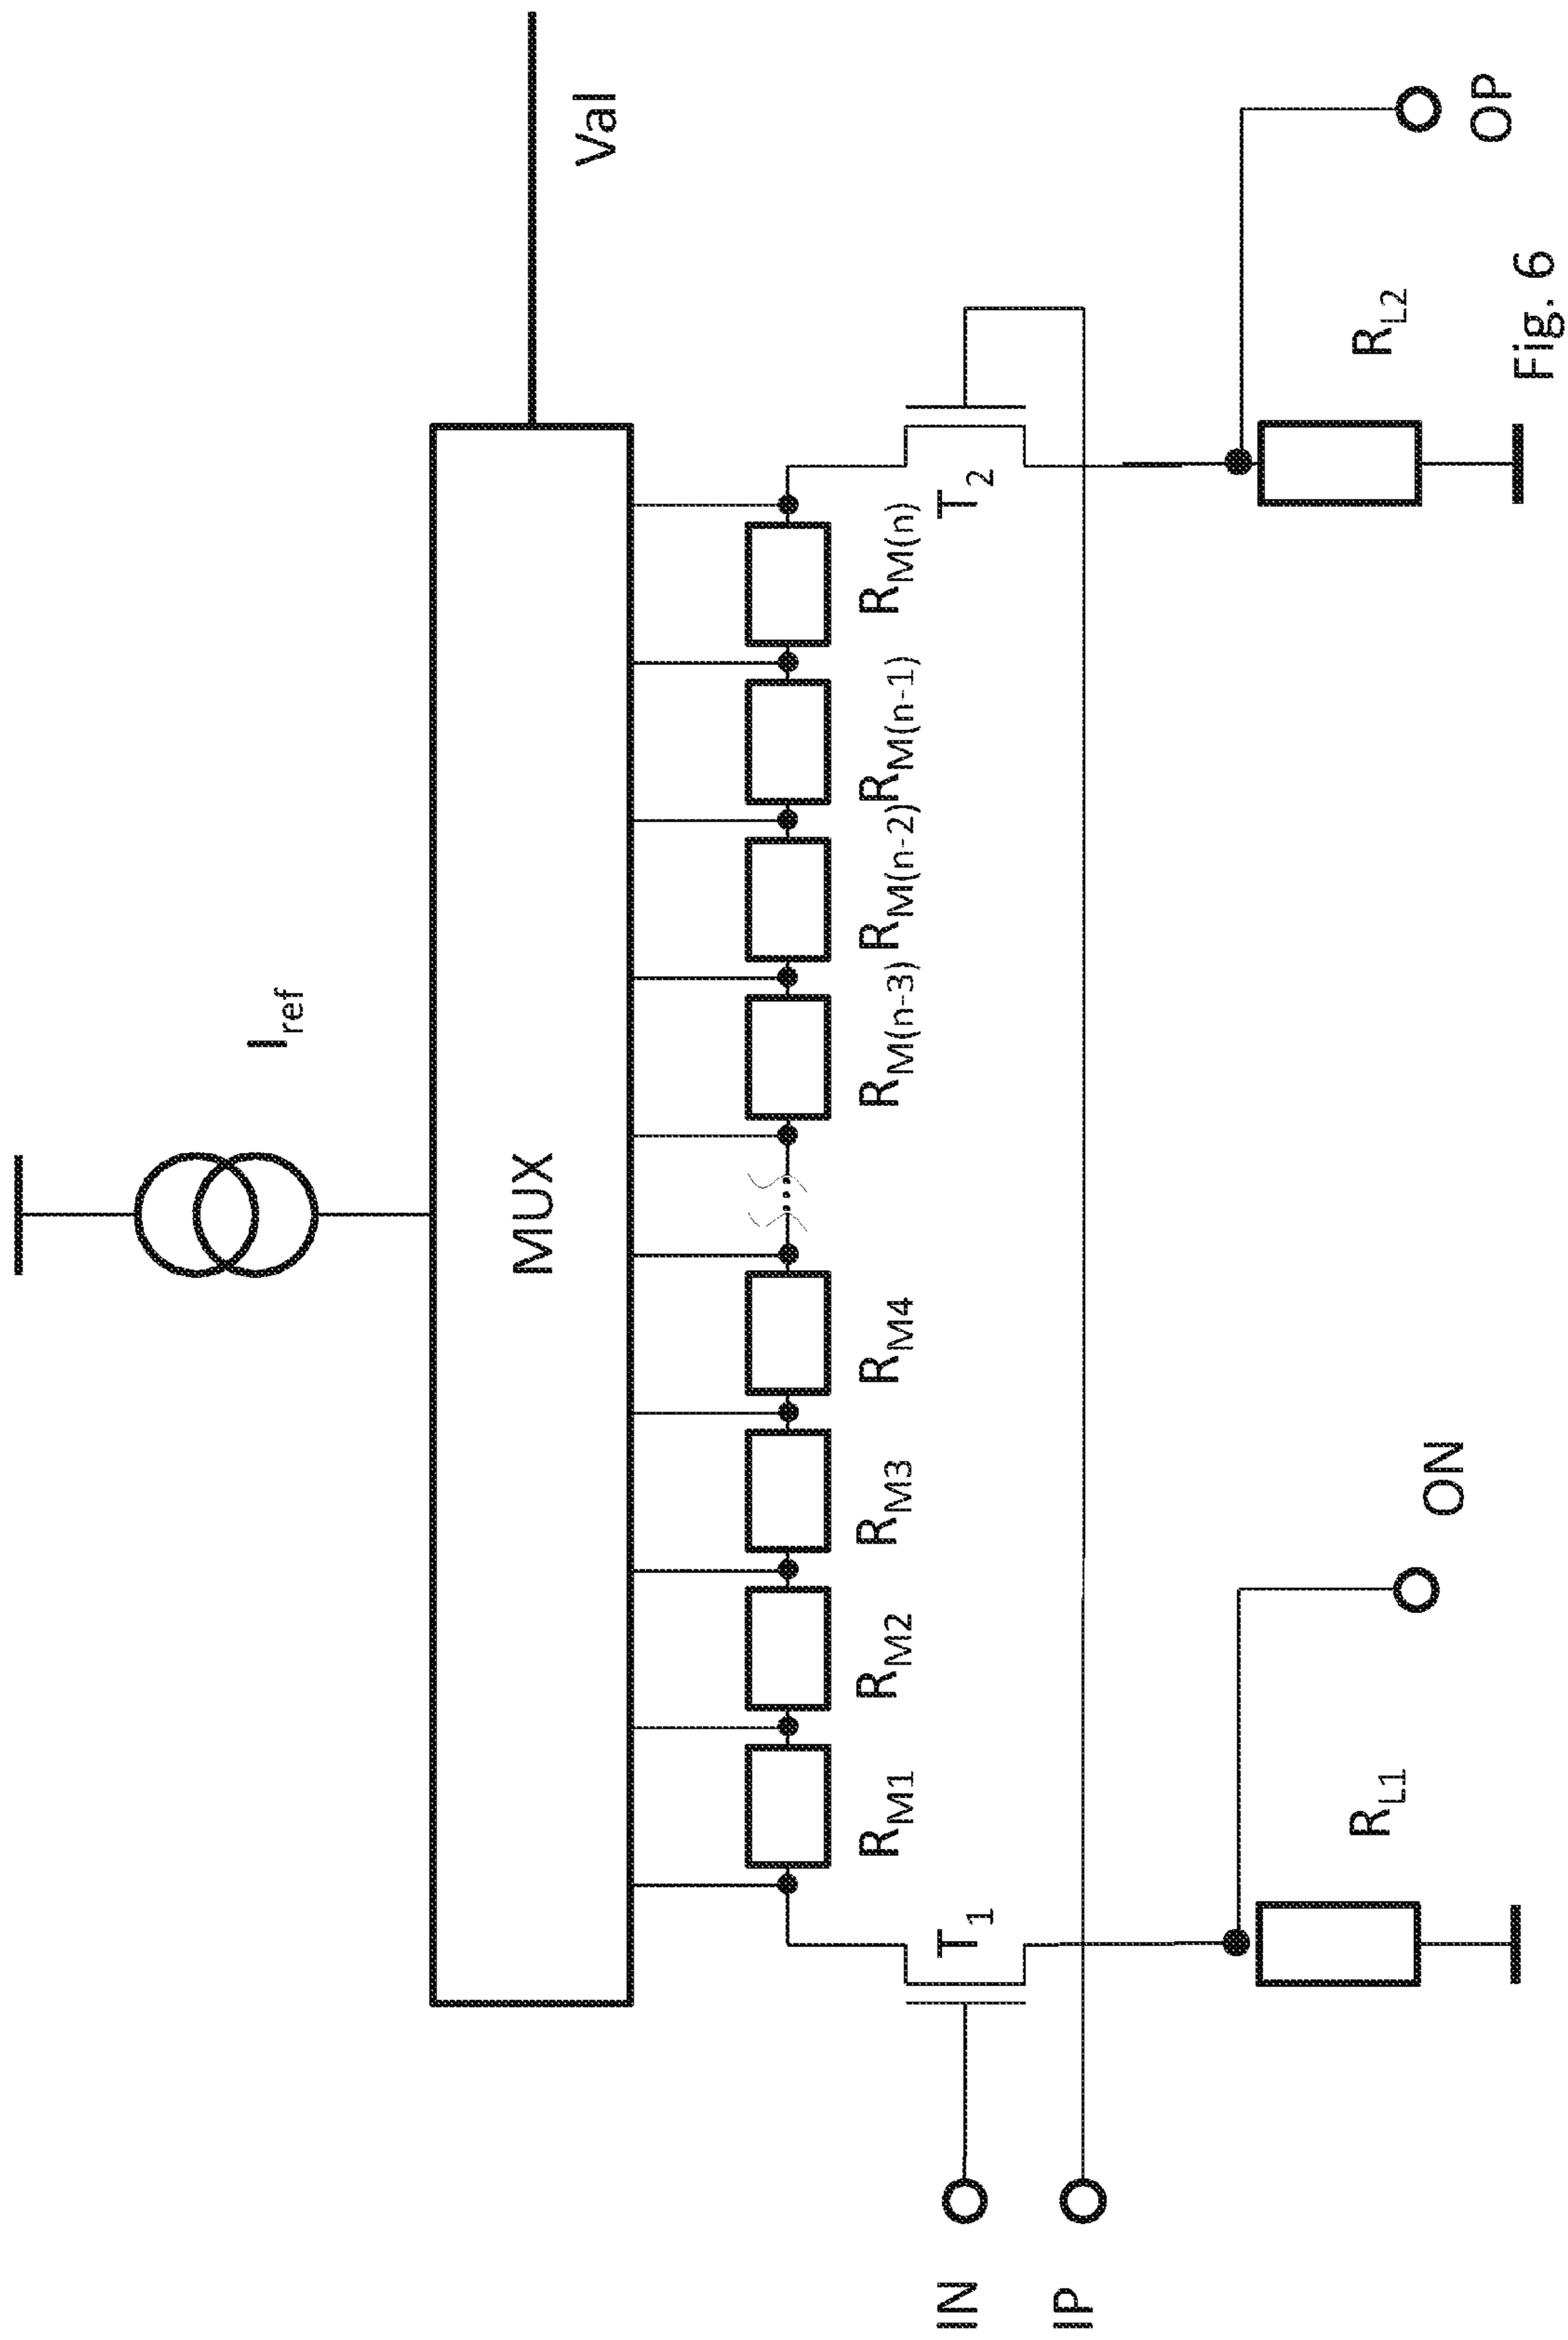 I_ref
MUX
Val
R_M1
R_M2
R_M3
R_M4
R_M(n-3)
R_M(n-2)
R_M(n-1)
R_M(n)
T_1
T_2
IN
IP
R_L1
ON
R_L2
OP
Fig. 6